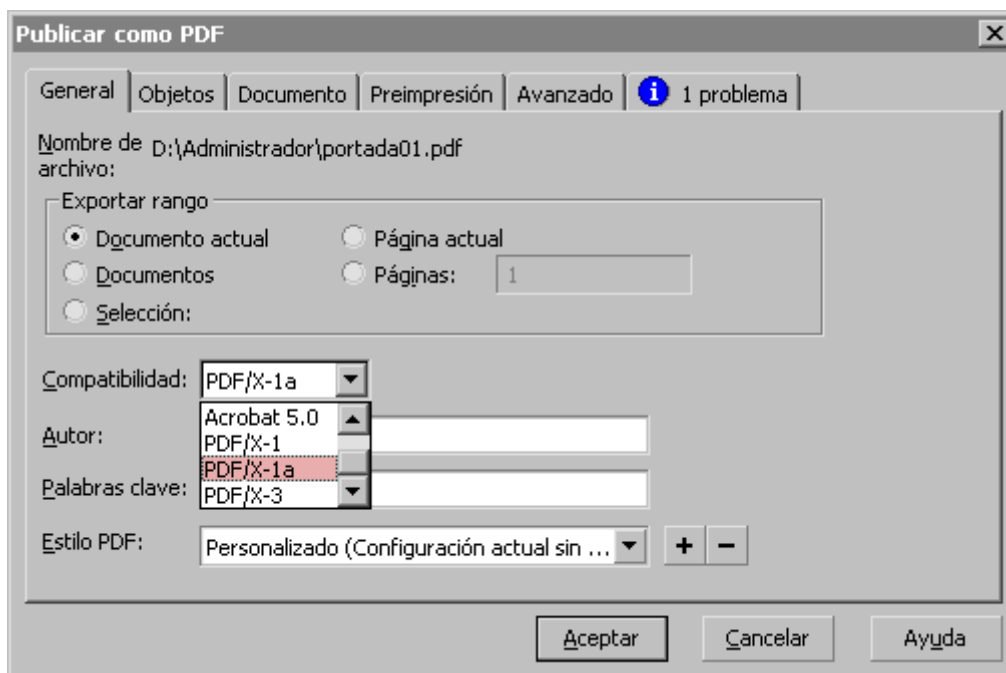 Publicar como PDF
General Objetos Documento Preimpresión Avanzado i 1 problema
Nombre de archivo: D:\Administrador\portada01.pdf
Exportar rango
Documento actual Página actual
Documentos Páginas: 1
Selección:
Compatibilidad: PDF/X-1a
Acrobat 5.0
Autor:
PDF/X-1
PDF/X-1a
Palabras clave:
PDF/X-3
Estilo PDF: Personalizado (Configuración actual sin ... + −
Aceptar Cancelar Ayuda